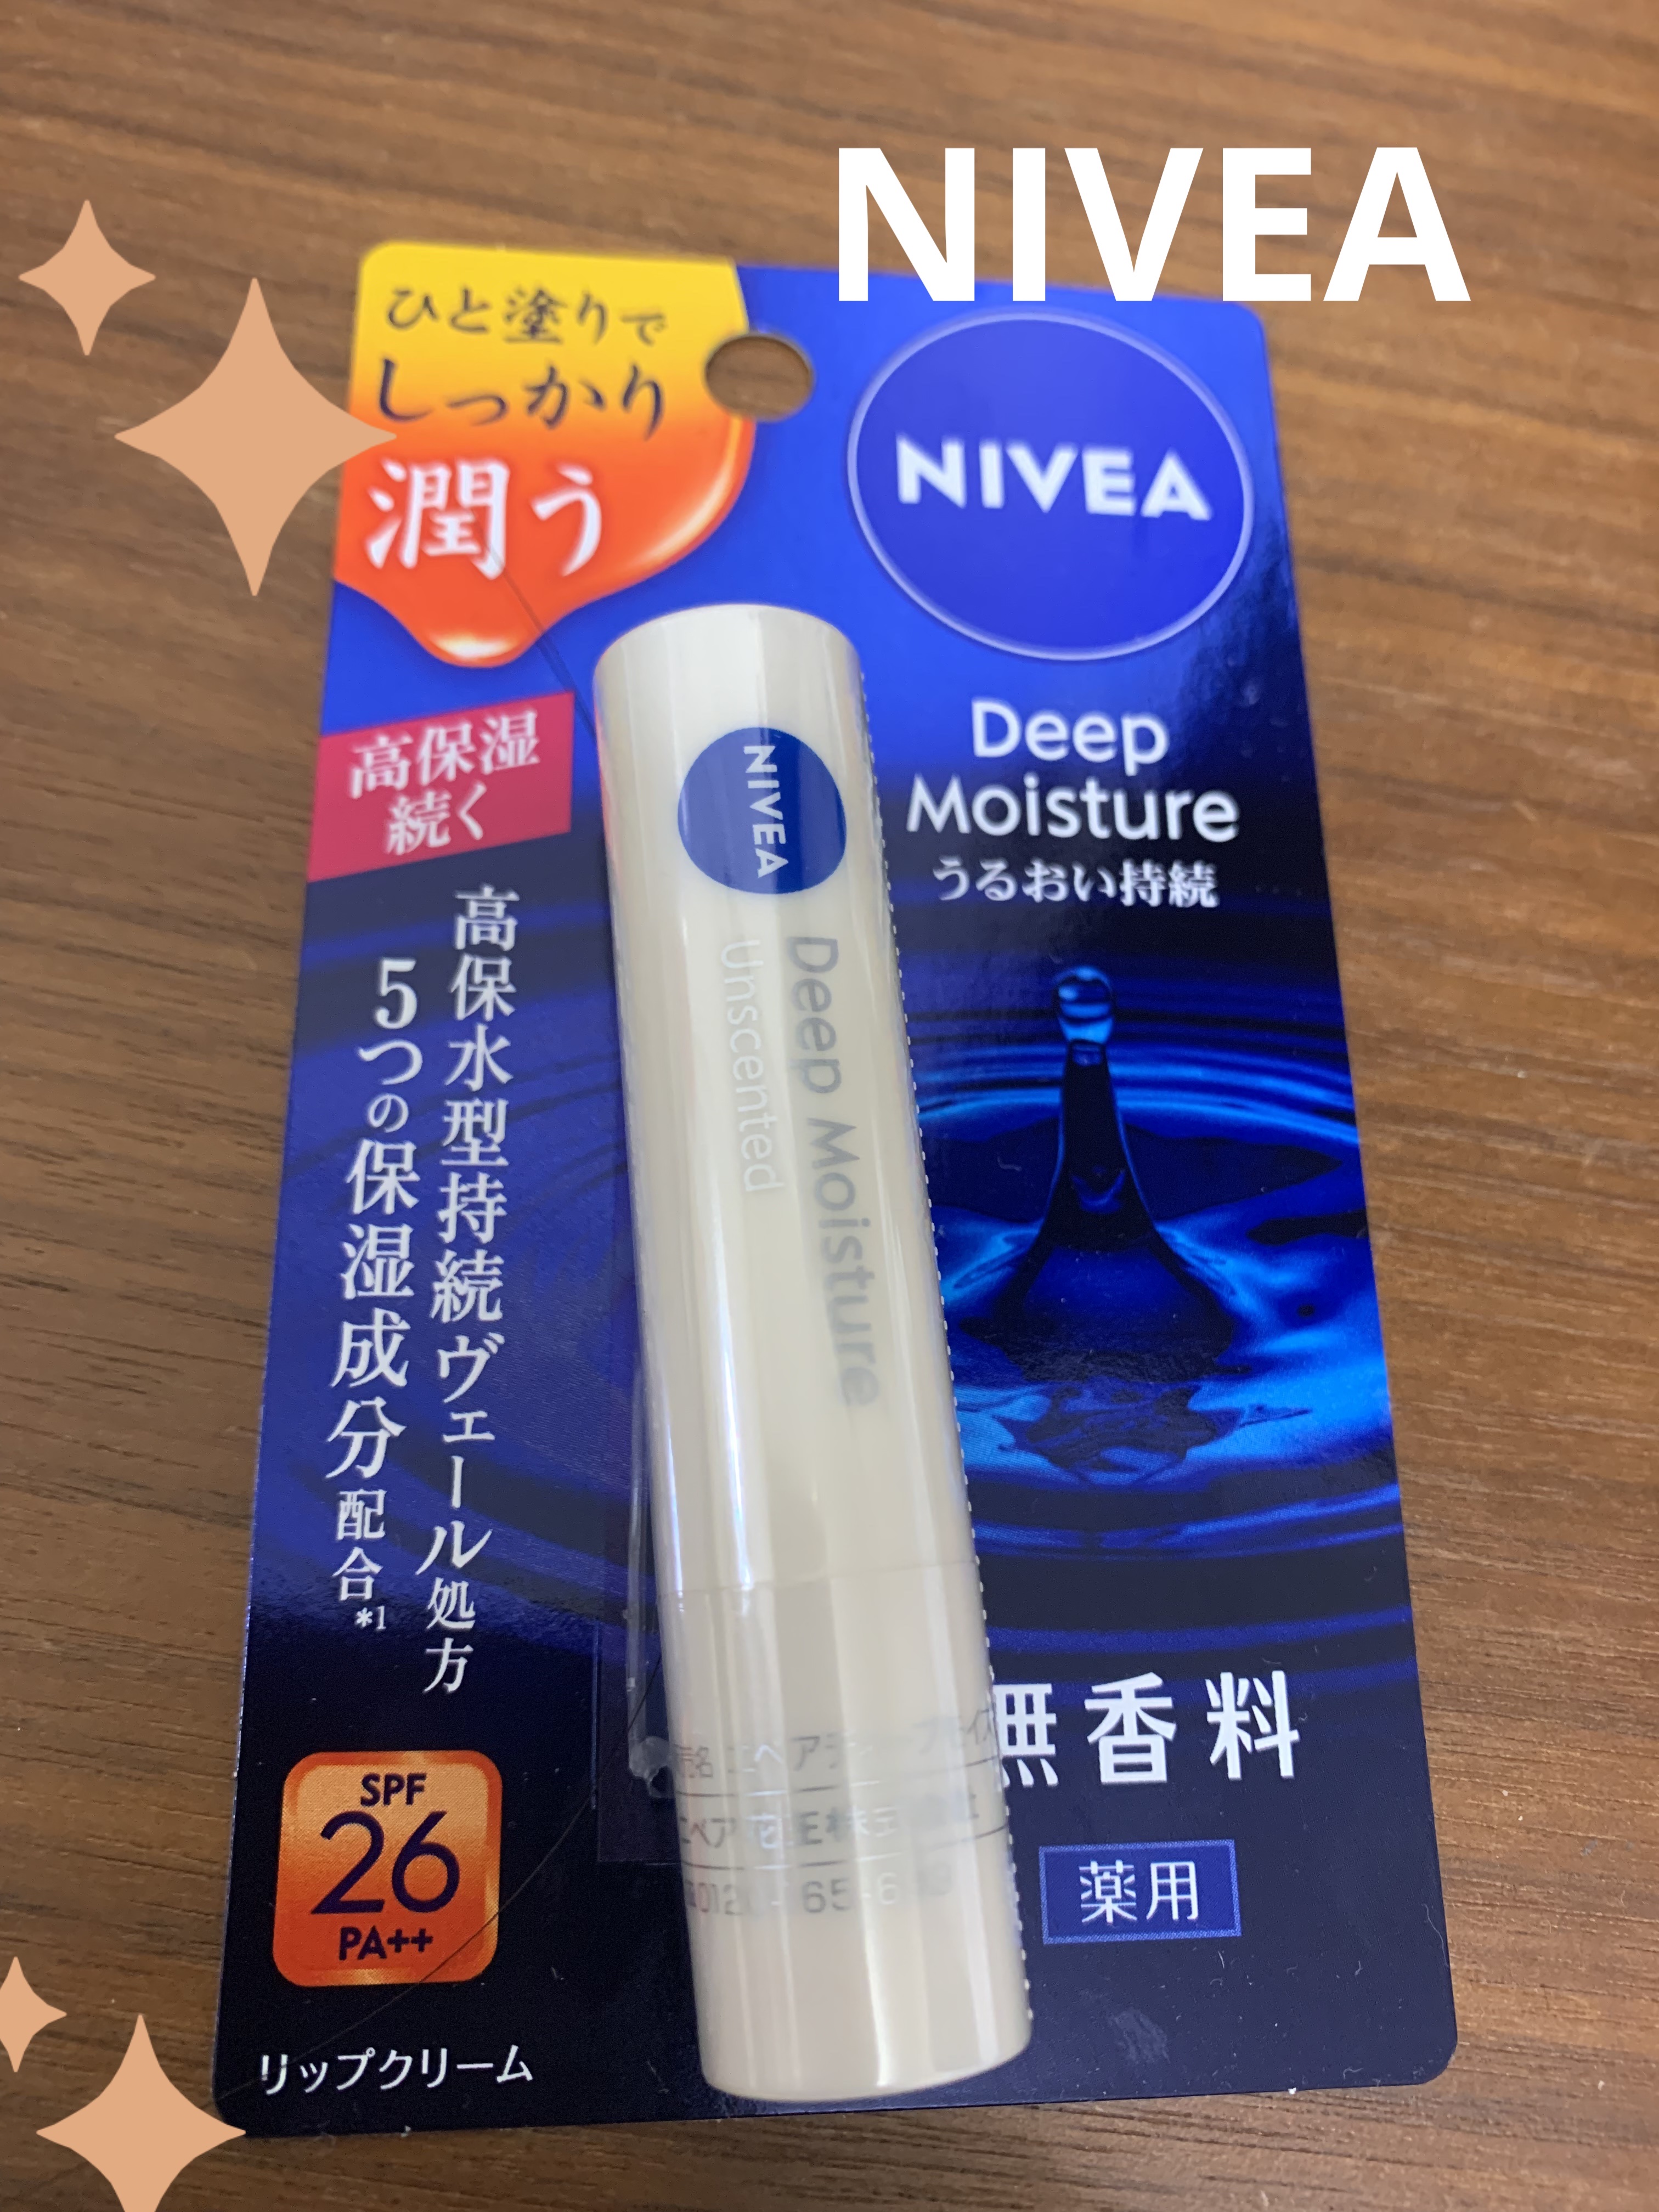 NIVEA
ひと塗りで
しっかり
潤う
NIVEA
Deep
Moisture
うるおい持続
高保湿
続く
高保水型持続ヴェール処方
5つの保湿成分配合*1
NIVEA
Deep Moisture
Unscented
無香料
薬用
SPF
26
PA++
リップクリーム